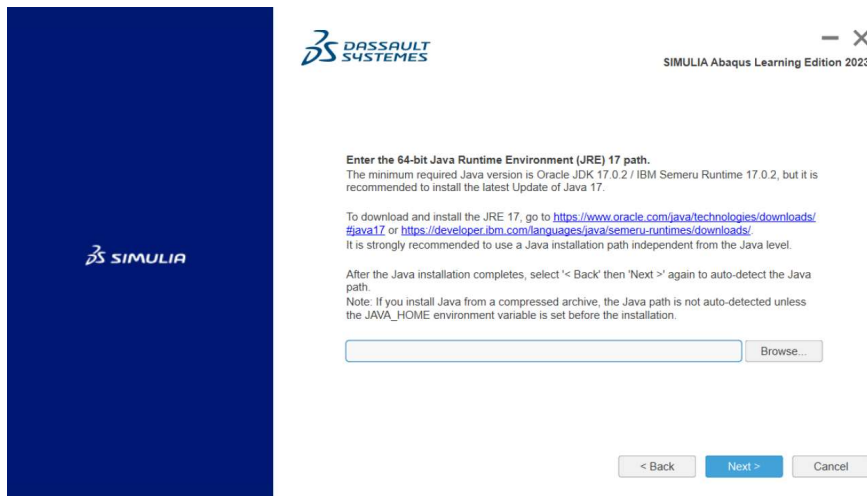 DASSAULT
SYSTEMES
SIMULIA Abaqus Learning Edition 2023
Enter the 64-bit Java Runtime Environment (JRE) 17 path.
The minimum required Java version is Oracle JDK 17.0.2 / IBM Semeru Runtime 17.0.2, but it is
recommended to install the latest Update of Java 17.
To download and install the JRE 17, go to https://www.oracle.com/java/technologies/downloads/
#java17 or https://developer.ibm.com/languages/java/semeru-runtimes/downloads/.
It is strongly recommended to use a Java installation path independent from the Java level.
SIMULIA
After the Java installation completes, select '< Back' then 'Next >' again to auto-detect the Java
path.
Note: If you install Java from a compressed archive, the Java path is not auto-detected unless
the JAVA_HOME environment variable is set before the installation.
Browse...
< Back Next > Cancel